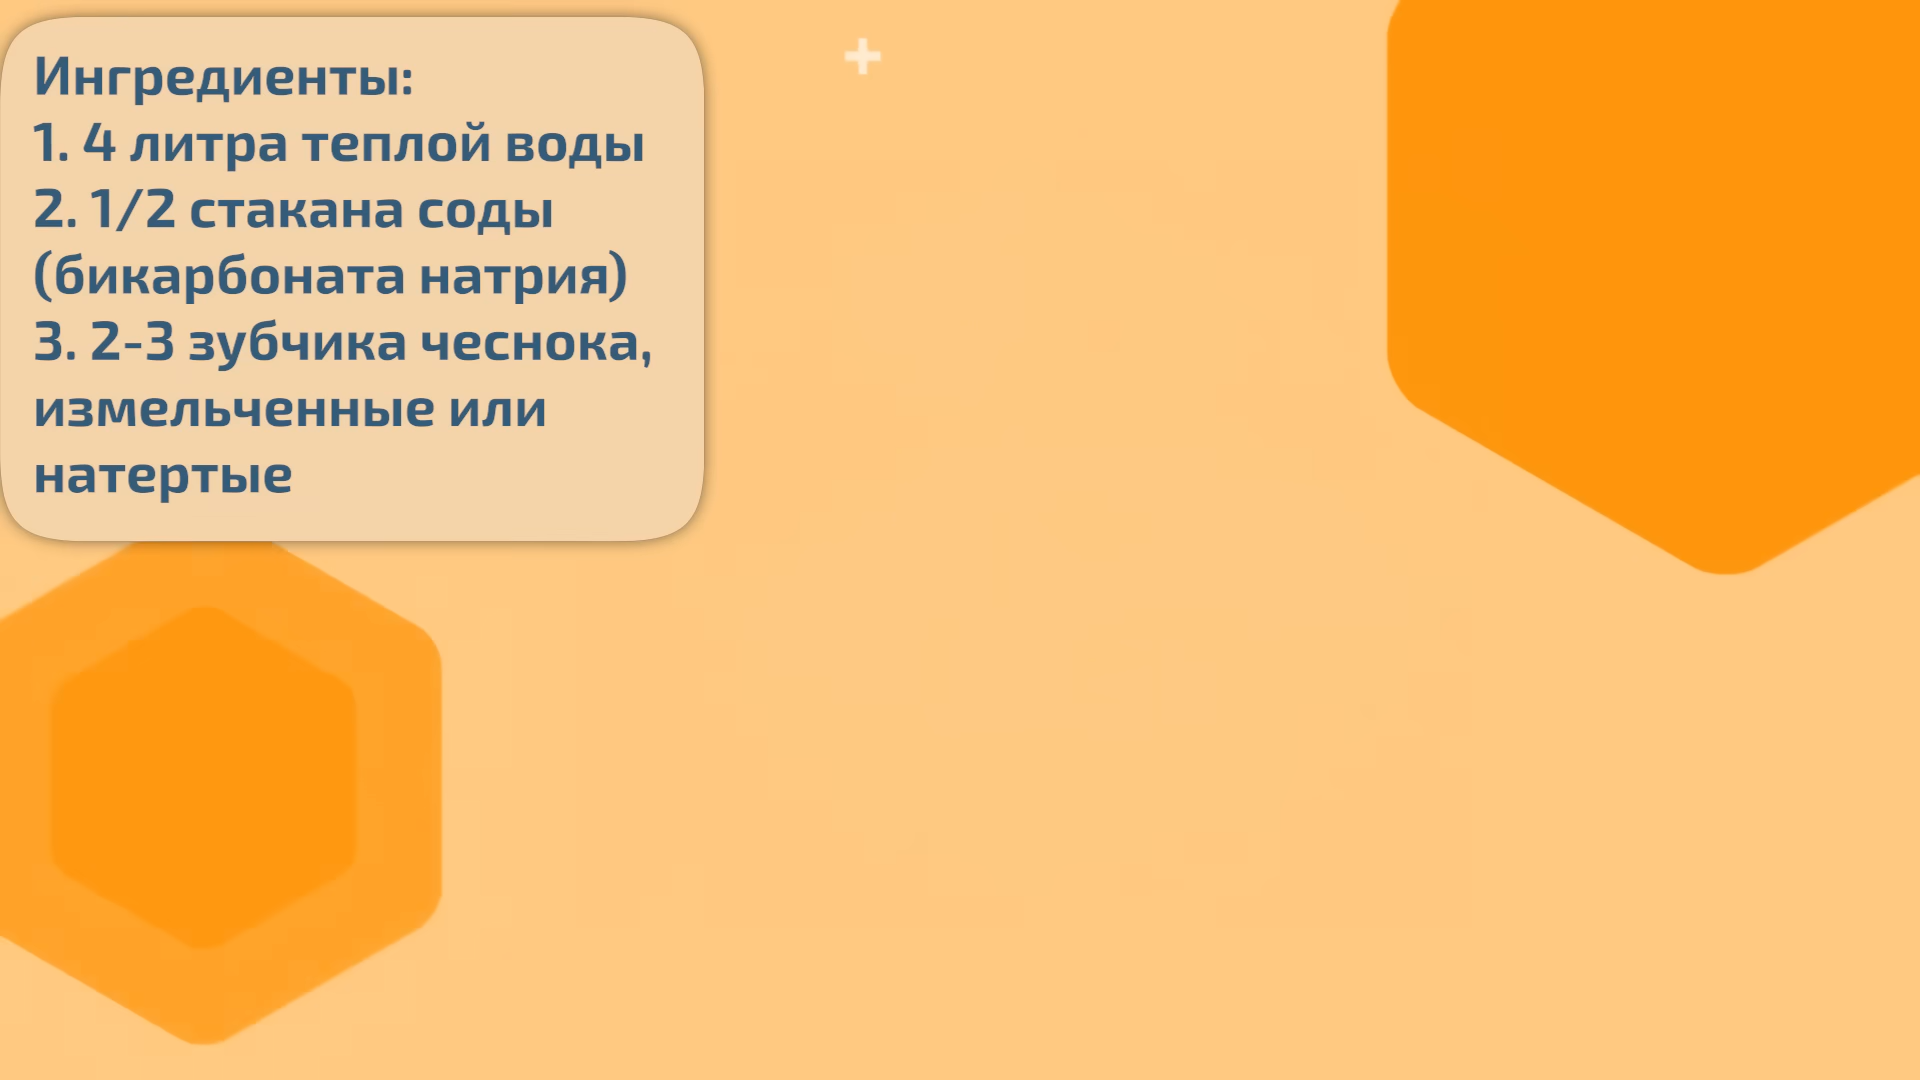 Ингредиенты:
1. 4 литра теплой воды
2. 1/2 стакана соды
(бикарбоната натрия)
3. 2-3 зубчика чеснока,
измельченные или
натертые